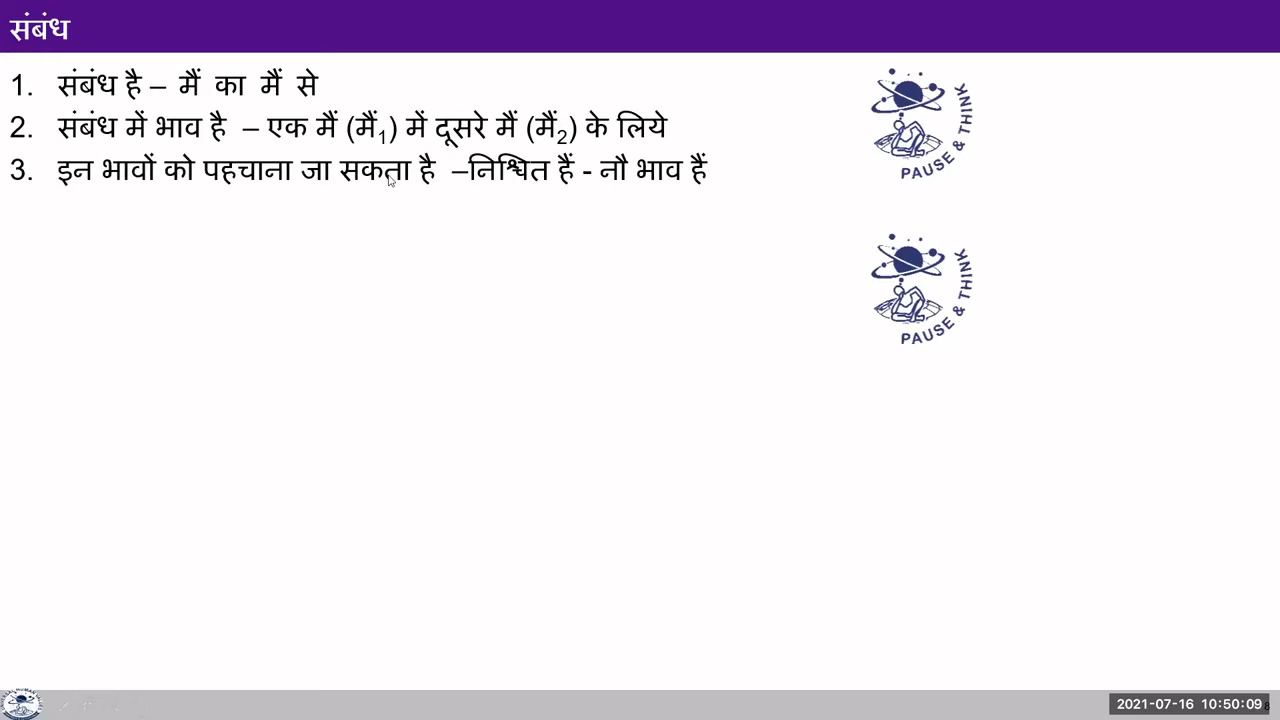 संबंध
1. संबंध है – मैं का मैं से
2. संबंध में भाव है – एक मैं (मैं1) में दूसरे मैं (मैं2) के लिये
3. इन भावों को पहचाना जा सकता है –निश्चित हैं - नौ भाव हैं
PAUSE & THINK
PAUSE & THINK
2021-07-16 10:50:09
8